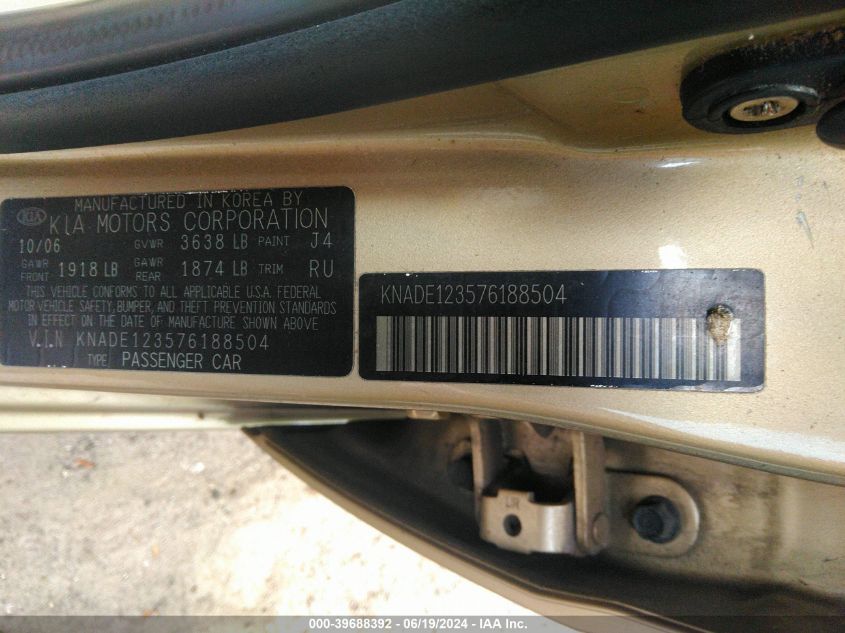 MANUFACTURED IN KOREA BY
KIA KIA MOTORS CORPORATION
10/06 GVWR 3638 LB PAINT J4
GAWR FRONT 1918 LB GAWR REAR 1874 LB TRIM RU
THIS VEHICLE CONFORMS TO ALL APPLICABLE U.S.A. FEDERAL
MOTOR VEHICLE SAFETY, BUMPER, AND THEFT PREVENTION STANDARDS
IN EFFECT ON THE DATE OF MANUFACTURE SHOWN ABOVE
V.I.N KNADE123576188504
TYPE PASSENGER CAR
KNADE123576188504
000-39688392 - 06/19/2024 - IAA Inc.